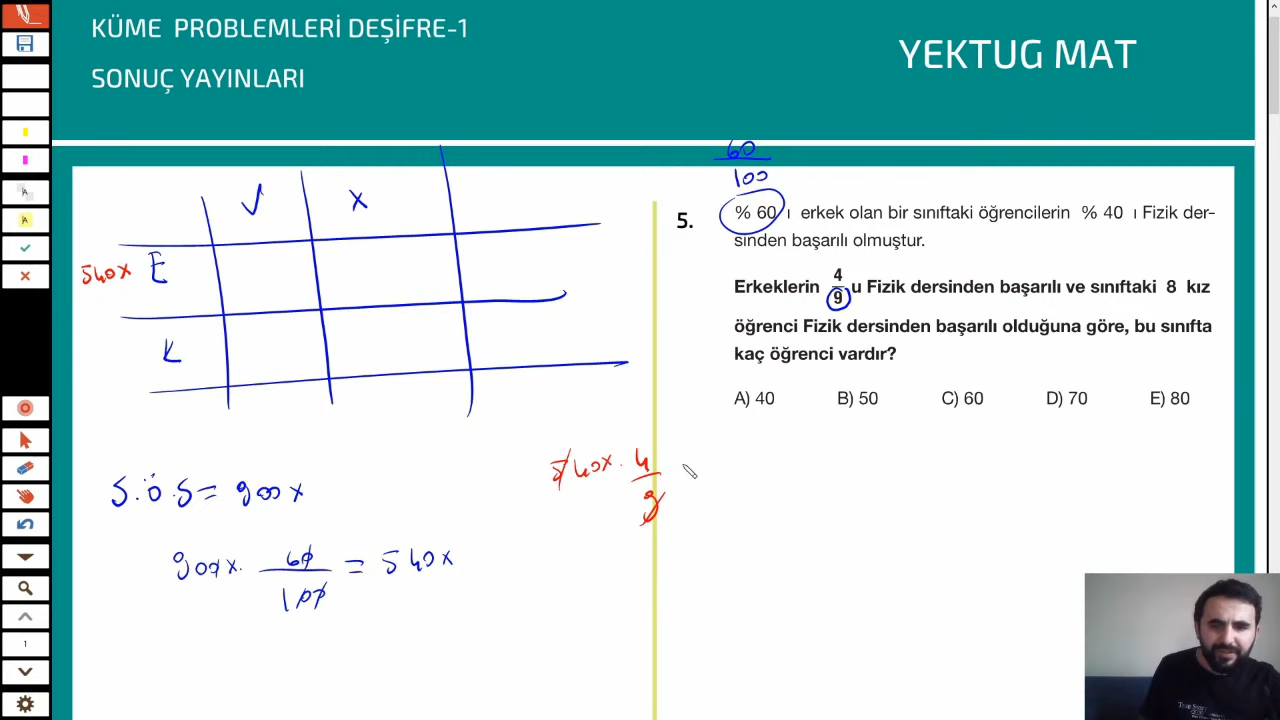 KÜME PROBLEMLERİ DEŞİFRE-1
SONUÇ YAYINLARI
YEKTUG MAT
60
100
5.
% 60 ı erkek olan bir sınıftaki öğrencilerin % 40 ı Fizik der-
sinden başarılı olmuştur.
Erkeklerin 4/9 u Fizik dersinden başarılı ve sınıftaki 8 kız
öğrenci Fizik dersinden başarılı olduğuna göre, bu sınıfta
kaç öğrenci vardır?
A) 40 B) 50 C) 60 D) 70 E) 80
✓ x
540x E
K
S.Ö.S = 900x
900x . 60/100 = 540x
540x . 4/9
1